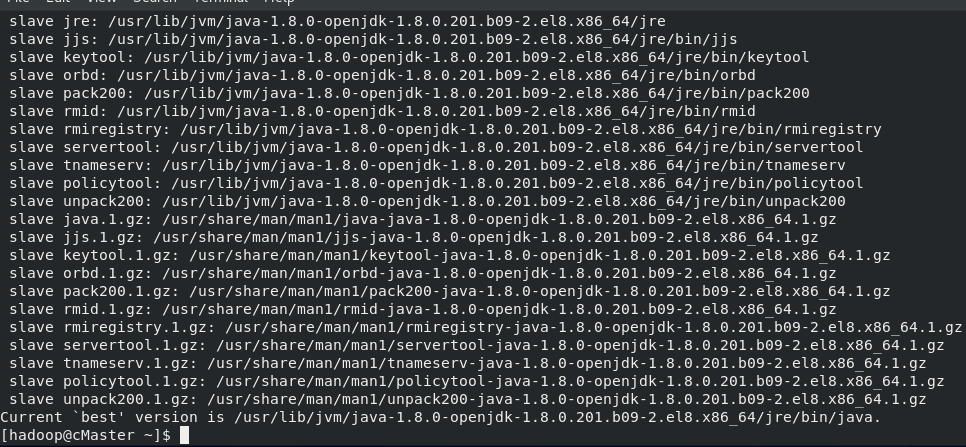 File Edit View Search Terminal Help
slave jre: /usr/lib/jvm/java-1.8.0-openjdk-1.8.0.201.b09-2.el8.x86_64/jre
slave jjs: /usr/lib/jvm/java-1.8.0-openjdk-1.8.0.201.b09-2.el8.x86_64/jre/bin/jjs
slave keytool: /usr/lib/jvm/java-1.8.0-openjdk-1.8.0.201.b09-2.el8.x86_64/jre/bin/keytool
slave orbd: /usr/lib/jvm/java-1.8.0-openjdk-1.8.0.201.b09-2.el8.x86_64/jre/bin/orbd
slave pack200: /usr/lib/jvm/java-1.8.0-openjdk-1.8.0.201.b09-2.el8.x86_64/jre/bin/pack200
slave rmid: /usr/lib/jvm/java-1.8.0-openjdk-1.8.0.201.b09-2.el8.x86_64/jre/bin/rmid
slave rmiregistry: /usr/lib/jvm/java-1.8.0-openjdk-1.8.0.201.b09-2.el8.x86_64/jre/bin/rmiregistry
slave servertool: /usr/lib/jvm/java-1.8.0-openjdk-1.8.0.201.b09-2.el8.x86_64/jre/bin/servertool
slave tnameserv: /usr/lib/jvm/java-1.8.0-openjdk-1.8.0.201.b09-2.el8.x86_64/jre/bin/tnameserv
slave policytool: /usr/lib/jvm/java-1.8.0-openjdk-1.8.0.201.b09-2.el8.x86_64/jre/bin/policytool
slave unpack200: /usr/lib/jvm/java-1.8.0-openjdk-1.8.0.201.b09-2.el8.x86_64/jre/bin/unpack200
slave java.1.gz: /usr/share/man/man1/java-java-1.8.0-openjdk-1.8.0.201.b09-2.el8.x86_64.1.gz
slave jjs.1.gz: /usr/share/man/man1/jjs-java-1.8.0-openjdk-1.8.0.201.b09-2.el8.x86_64.1.gz
slave keytool.1.gz: /usr/share/man/man1/keytool-java-1.8.0-openjdk-1.8.0.201.b09-2.el8.x86_64.1.gz
slave orbd.1.gz: /usr/share/man/man1/orbd-java-1.8.0-openjdk-1.8.0.201.b09-2.el8.x86_64.1.gz
slave pack200.1.gz: /usr/share/man/man1/pack200-java-1.8.0-openjdk-1.8.0.201.b09-2.el8.x86_64.1.gz
slave rmid.1.gz: /usr/share/man/man1/rmid-java-1.8.0-openjdk-1.8.0.201.b09-2.el8.x86_64.1.gz
slave rmiregistry.1.gz: /usr/share/man/man1/rmiregistry-java-1.8.0-openjdk-1.8.0.201.b09-2.el8.x86_64.1.gz
slave servertool.1.gz: /usr/share/man/man1/servertool-java-1.8.0-openjdk-1.8.0.201.b09-2.el8.x86_64.1.gz
slave tnameserv.1.gz: /usr/share/man/man1/tnameserv-java-1.8.0-openjdk-1.8.0.201.b09-2.el8.x86_64.1.gz
slave policytool.1.gz: /usr/share/man/man1/policytool-java-1.8.0-openjdk-1.8.0.201.b09-2.el8.x86_64.1.gz
slave unpack200.1.gz: /usr/share/man/man1/unpack200-java-1.8.0-openjdk-1.8.0.201.b09-2.el8.x86_64.1.gz
Current `best' version is /usr/lib/jvm/java-1.8.0-openjdk-1.8.0.201.b09-2.el8.x86_64/jre/bin/java.
[hadoop@cMaster ~]$